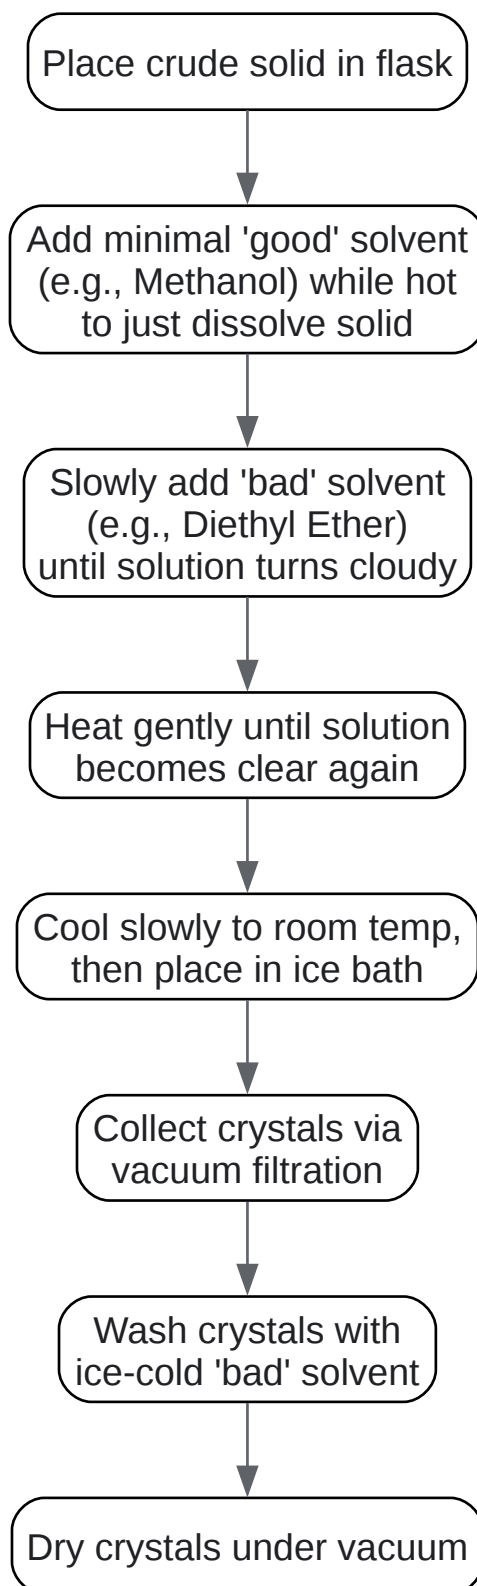 Place crude solid in flask
Add minimal 'good' solvent
(e.g., Methanol) while hot
to just dissolve solid
Slowly add 'bad' solvent
(e.g., Diethyl Ether)
until solution turns cloudy
Heat gently until solution
becomes clear again
Cool slowly to room temp,
then place in ice bath
Collect crystals via
vacuum filtration
Wash crystals with
ice-cold 'bad' solvent
Dry crystals under vacuum